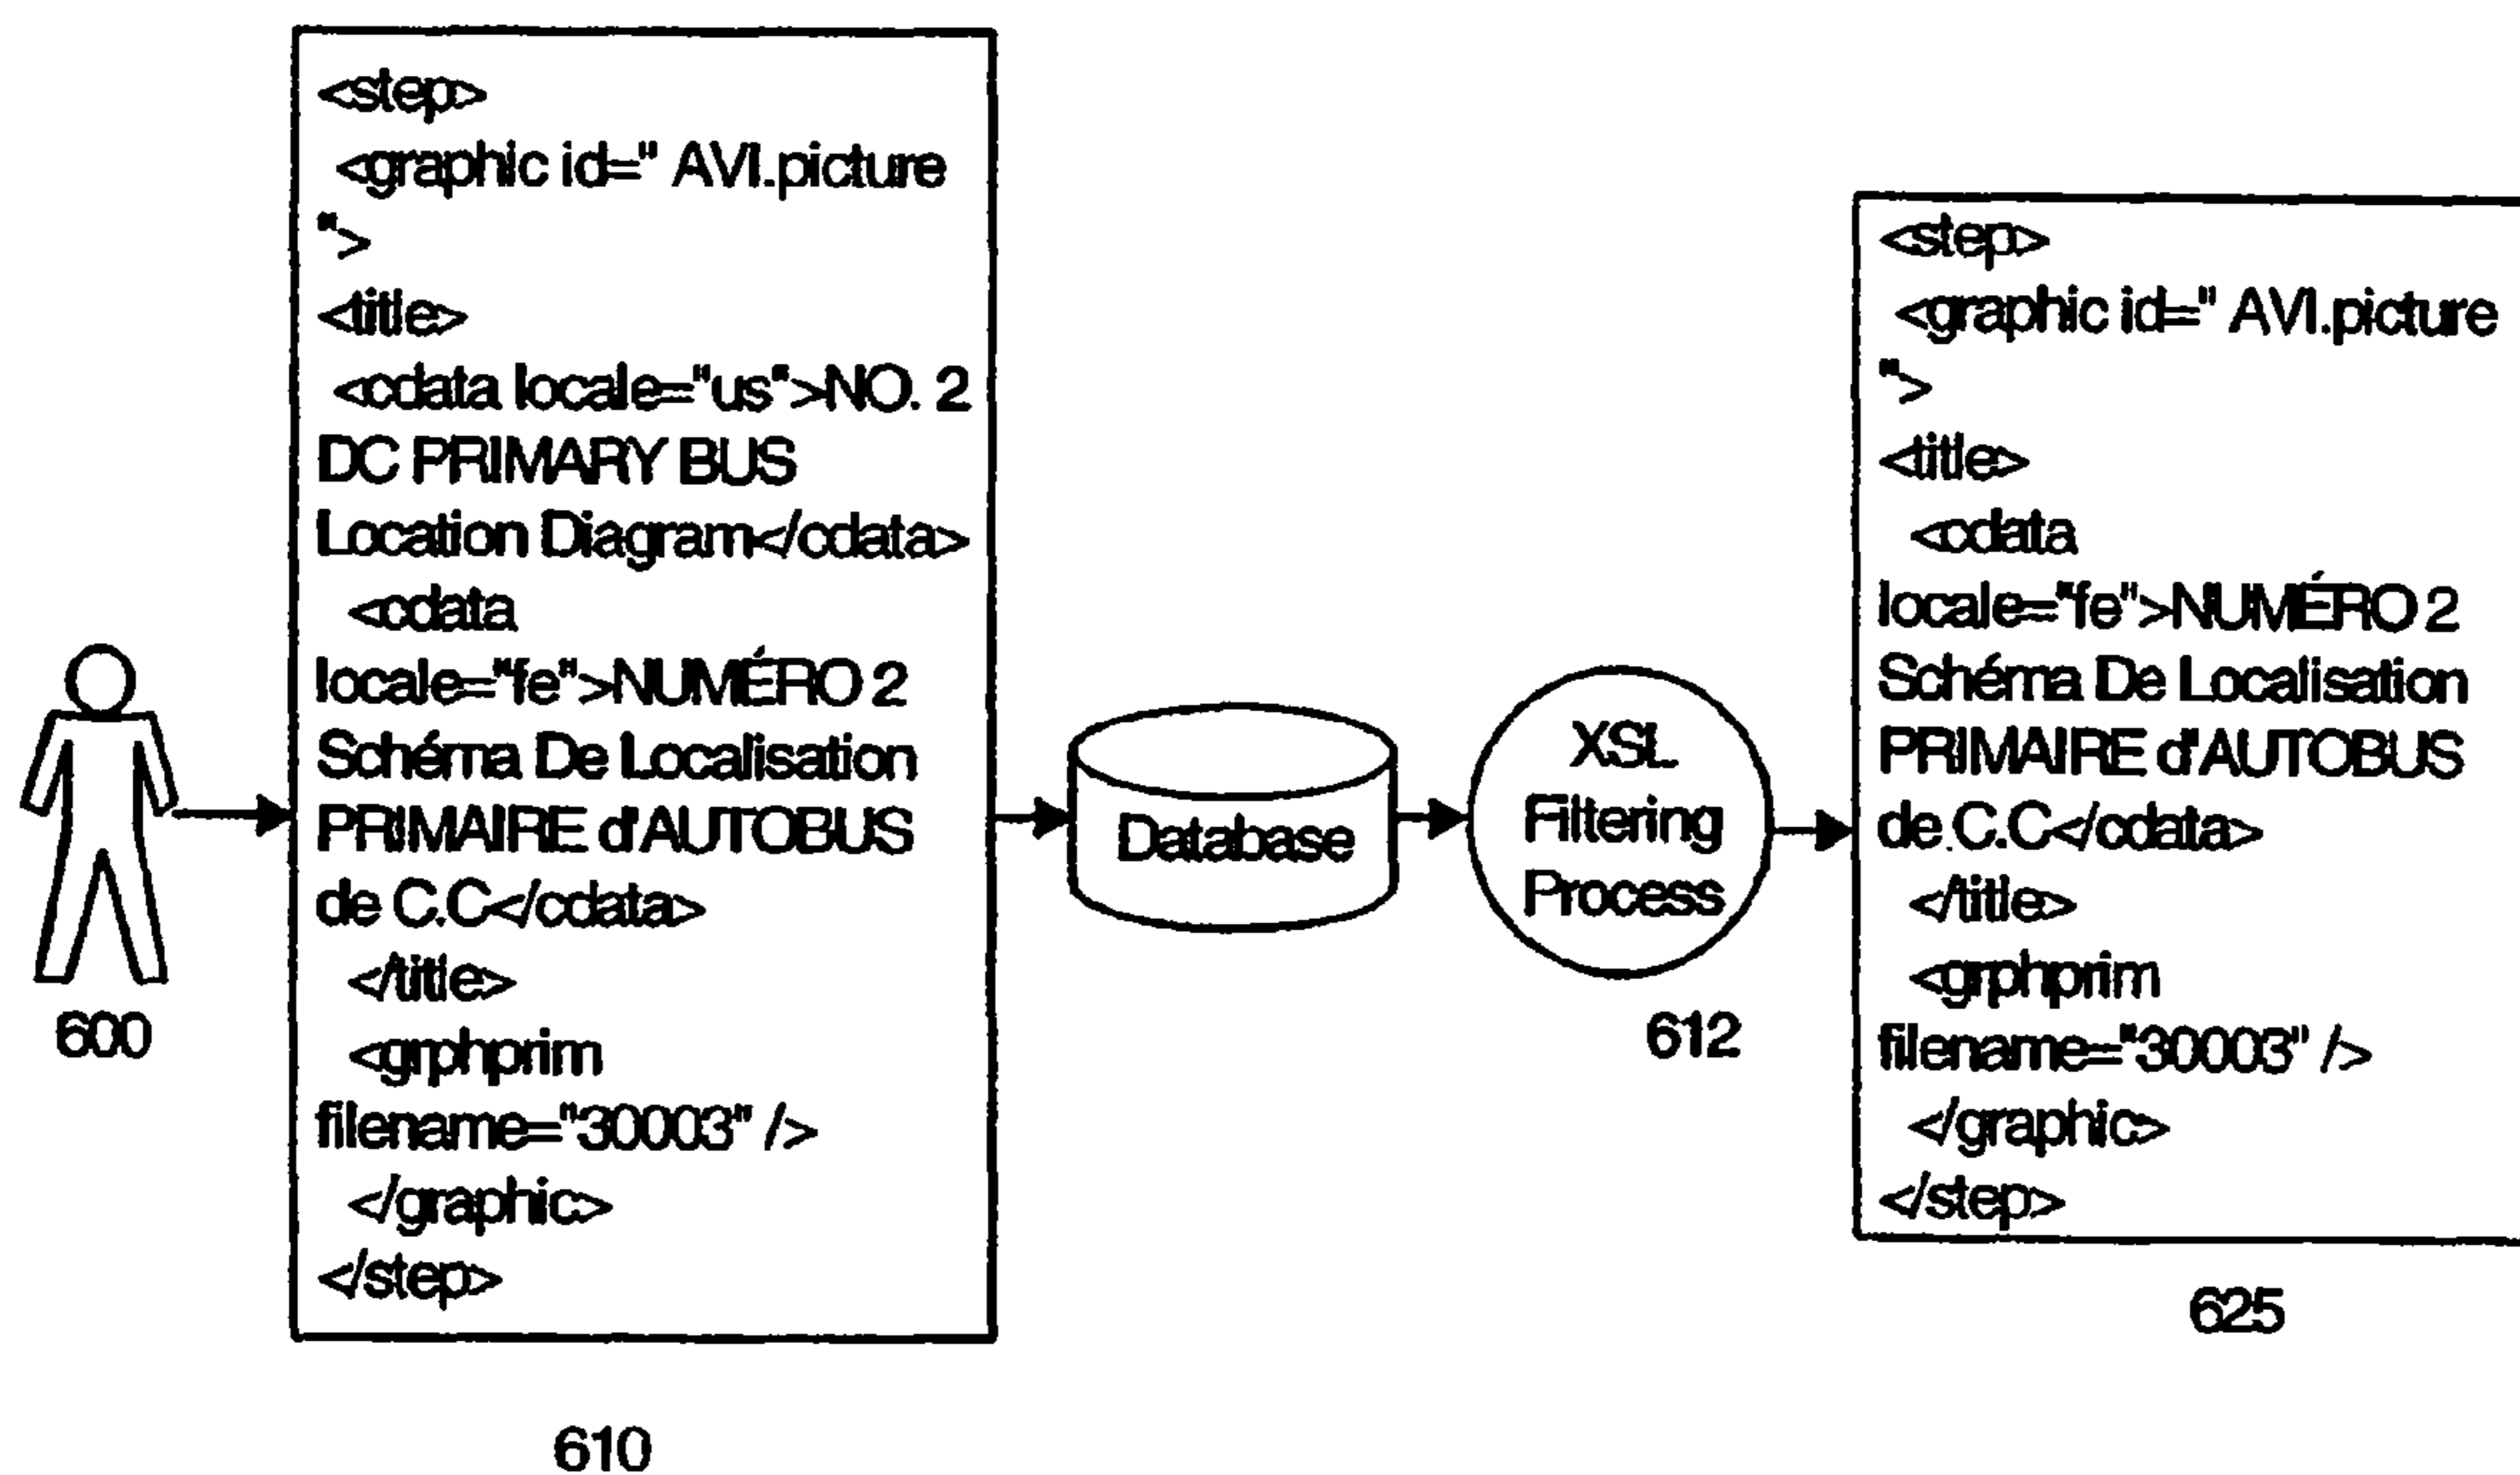 <step>
<graphic id=" AVI.picture
">
<title>
<cdata locale="us">NO. 2
DC PRIMARY BUS
Location Diagram</cdata>
<cdata
locale="fe">NUMÉRO 2
Schéma De Localisation
PRIMAIRE d'AUTOBUS
de C.C</cdata>
</title>
<grphprim
filename="30003" />
</graphic>
</step>
600
610
Database
XSL
Filtering
Process
612
<step>
<graphic id=" AVI.picture
">
<title>
<cdata
locale="fe">NUMÉRO 2
Schéma De Localisation
PRIMAIRE d'AUTOBUS
de C.C</cdata>
</title>
<grphprim
filename="30003" />
</graphic>
</step>
625